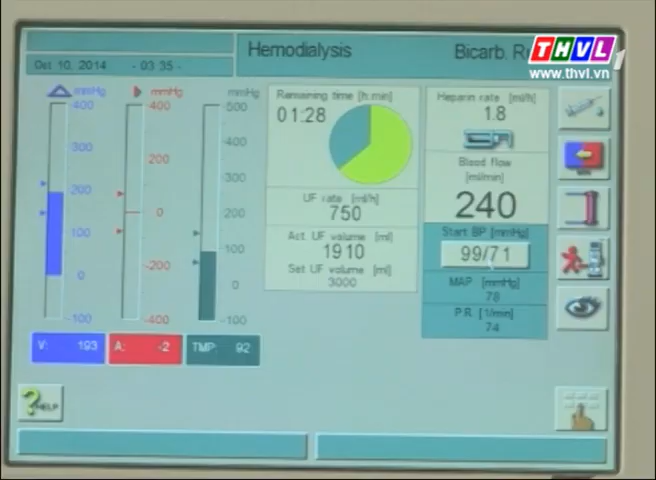 THVL1
www.thvl.vn
Hemodialysis
Bicarb. R
Oct 10, 2014 - 03:35 -
mmHg
mmHg
mmHg
400
300
200
100
0
-100
400
200
0
-200
-400
500
400
300
200
100
0
-100
V: 193
A: -2
TMP: 92
Remaining time [h:min]
01:28
UF rate [ml/h]
750
Act. UF volume [ml]
1910
Set UF volume [ml]
3000
Heparin rate [ml/h]
1.8
Blood flow
[ml/min]
240
Start BP [mmHg]
99/71
MAP [mmHg]
78
P.R. [1/min]
74
? HELP